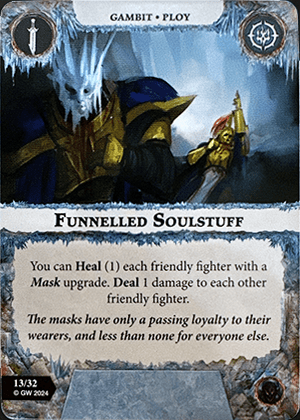 GAMBIT • PLOY
FUNNELLED SOULSTUFF
You can Heal (1) each friendly fighter with a
Mask upgrade. Deal 1 damage to each other
friendly fighter.
The masks have only a passing loyalty to their
wearers, and less than none for everyone else.
13/32
© GW 2024